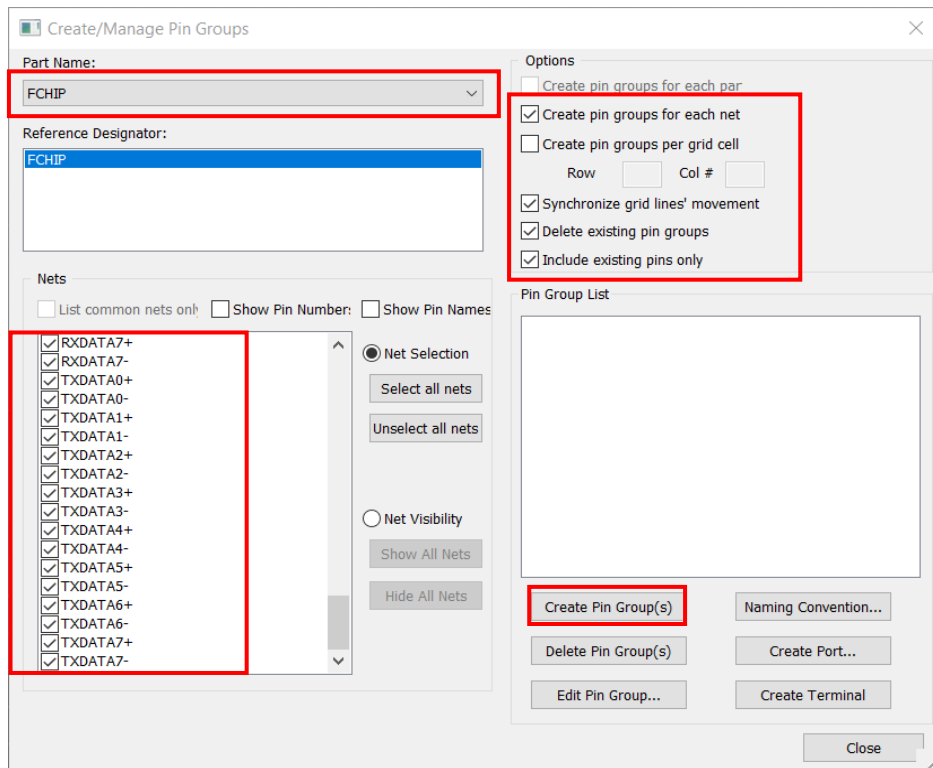 Create/Manage Pin Groups
Part Name:
FCHIP
Reference Designator:
FCHIP
Nets
List common nets onl
Show Pin Number:
Show Pin Names
RXDATA7+
RXDATA7-
TXDATA0+
TXDATA0-
TXDATA1+
TXDATA1-
TXDATA2+
TXDATA2-
TXDATA3+
TXDATA3-
TXDATA4+
TXDATA4-
TXDATA5+
TXDATA5-
TXDATA6+
TXDATA6-
TXDATA7+
TXDATA7-
Net Selection
Select all nets
Unselect all nets
Net Visibility
Show All Nets
Hide All Nets
Options
Create pin groups for each par
Create pin groups for each net
Create pin groups per grid cell
Row Col #
Synchronize grid lines' movement
Delete existing pin groups
Include existing pins only
Pin Group List
Create Pin Group(s)
Naming Convention...
Delete Pin Group(s)
Create Port...
Edit Pin Group...
Create Terminal
Close